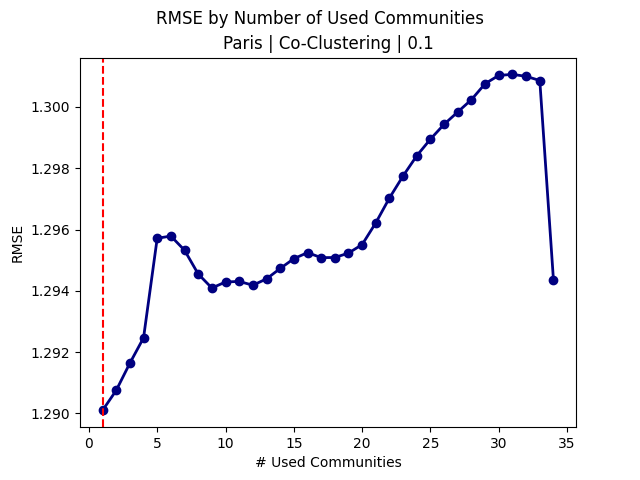 RMSE by Number of Used Communities
Paris | Co-Clustering | 0.1
1.300
1.298
1.296
1.294
1.292
1.290
RMSE
0 5 10 15 20 25 30 35
# Used Communities